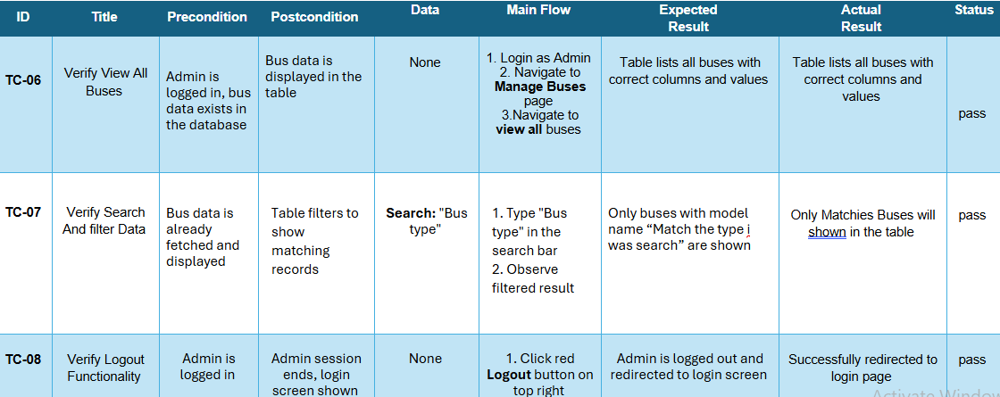 ID
Title
Precondition
Postcondition
Data
Main Flow
Expected
Result
Actual
Result
Status
TC-06
Verify View All
Buses
Admin is
logged in, bus
data exists in
the database
Bus data is
displayed in the
table
None
1. Login as Admin
2. Navigate to
Manage Buses
page
3.Navigate to
view all buses
Table lists all buses with
correct columns and values
Table lists all buses with
correct columns and
values
pass
TC-07
Verify Search
And filter Data
Bus data is
already
fetched and
displayed
Table filters to
show
matching
records
Search: "Bus
type"
1. Type "Bus
type" in the
search bar
2. Observe
filtered result
Only buses with model
name “Match the type i
was search” are shown
Only Matchies Buses will
shown in the table
pass
TC-08
Verify Logout
Functionality
Admin is
logged in
Admin session
ends, login
screen shown
None
1. Click red
Logout button on
top right
Admin is logged out and
redirected to login screen
Successfully redirected to
login page
pass
Activate Window